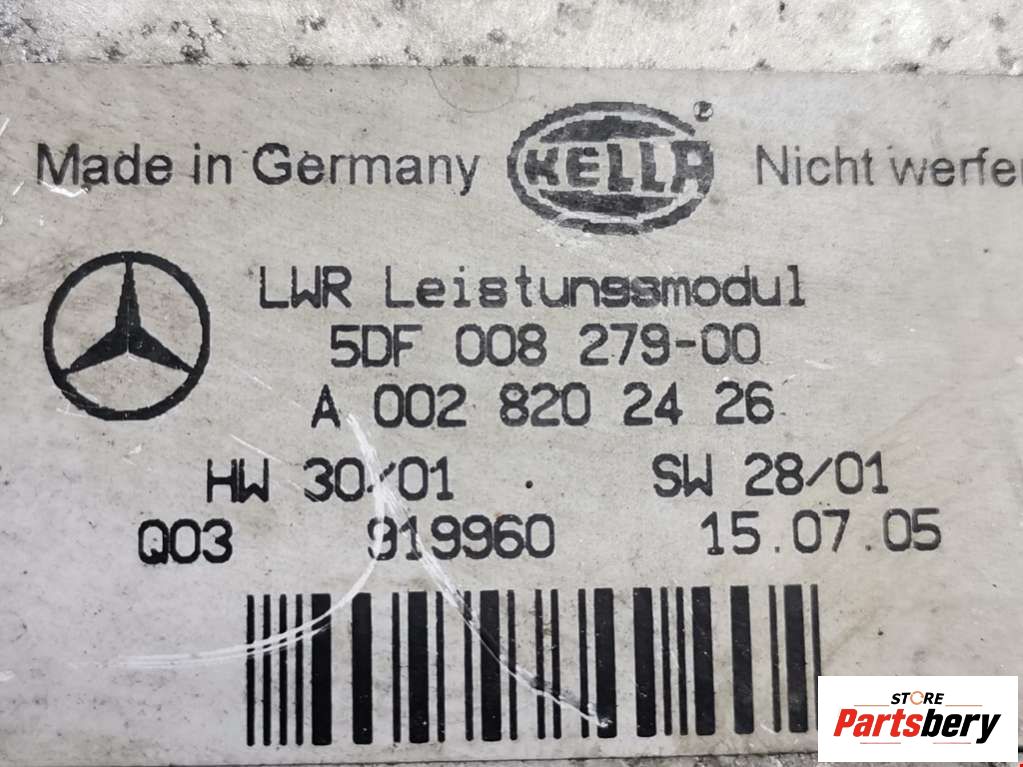 Made in Germany HELLA ® Nicht werfe
LWR Leistungsmodul
5DF 008 279-00
A 002 820 24 26
HW 30/01 SW 28/01
Q03 919960 15.07.05
STORE
Partsbery